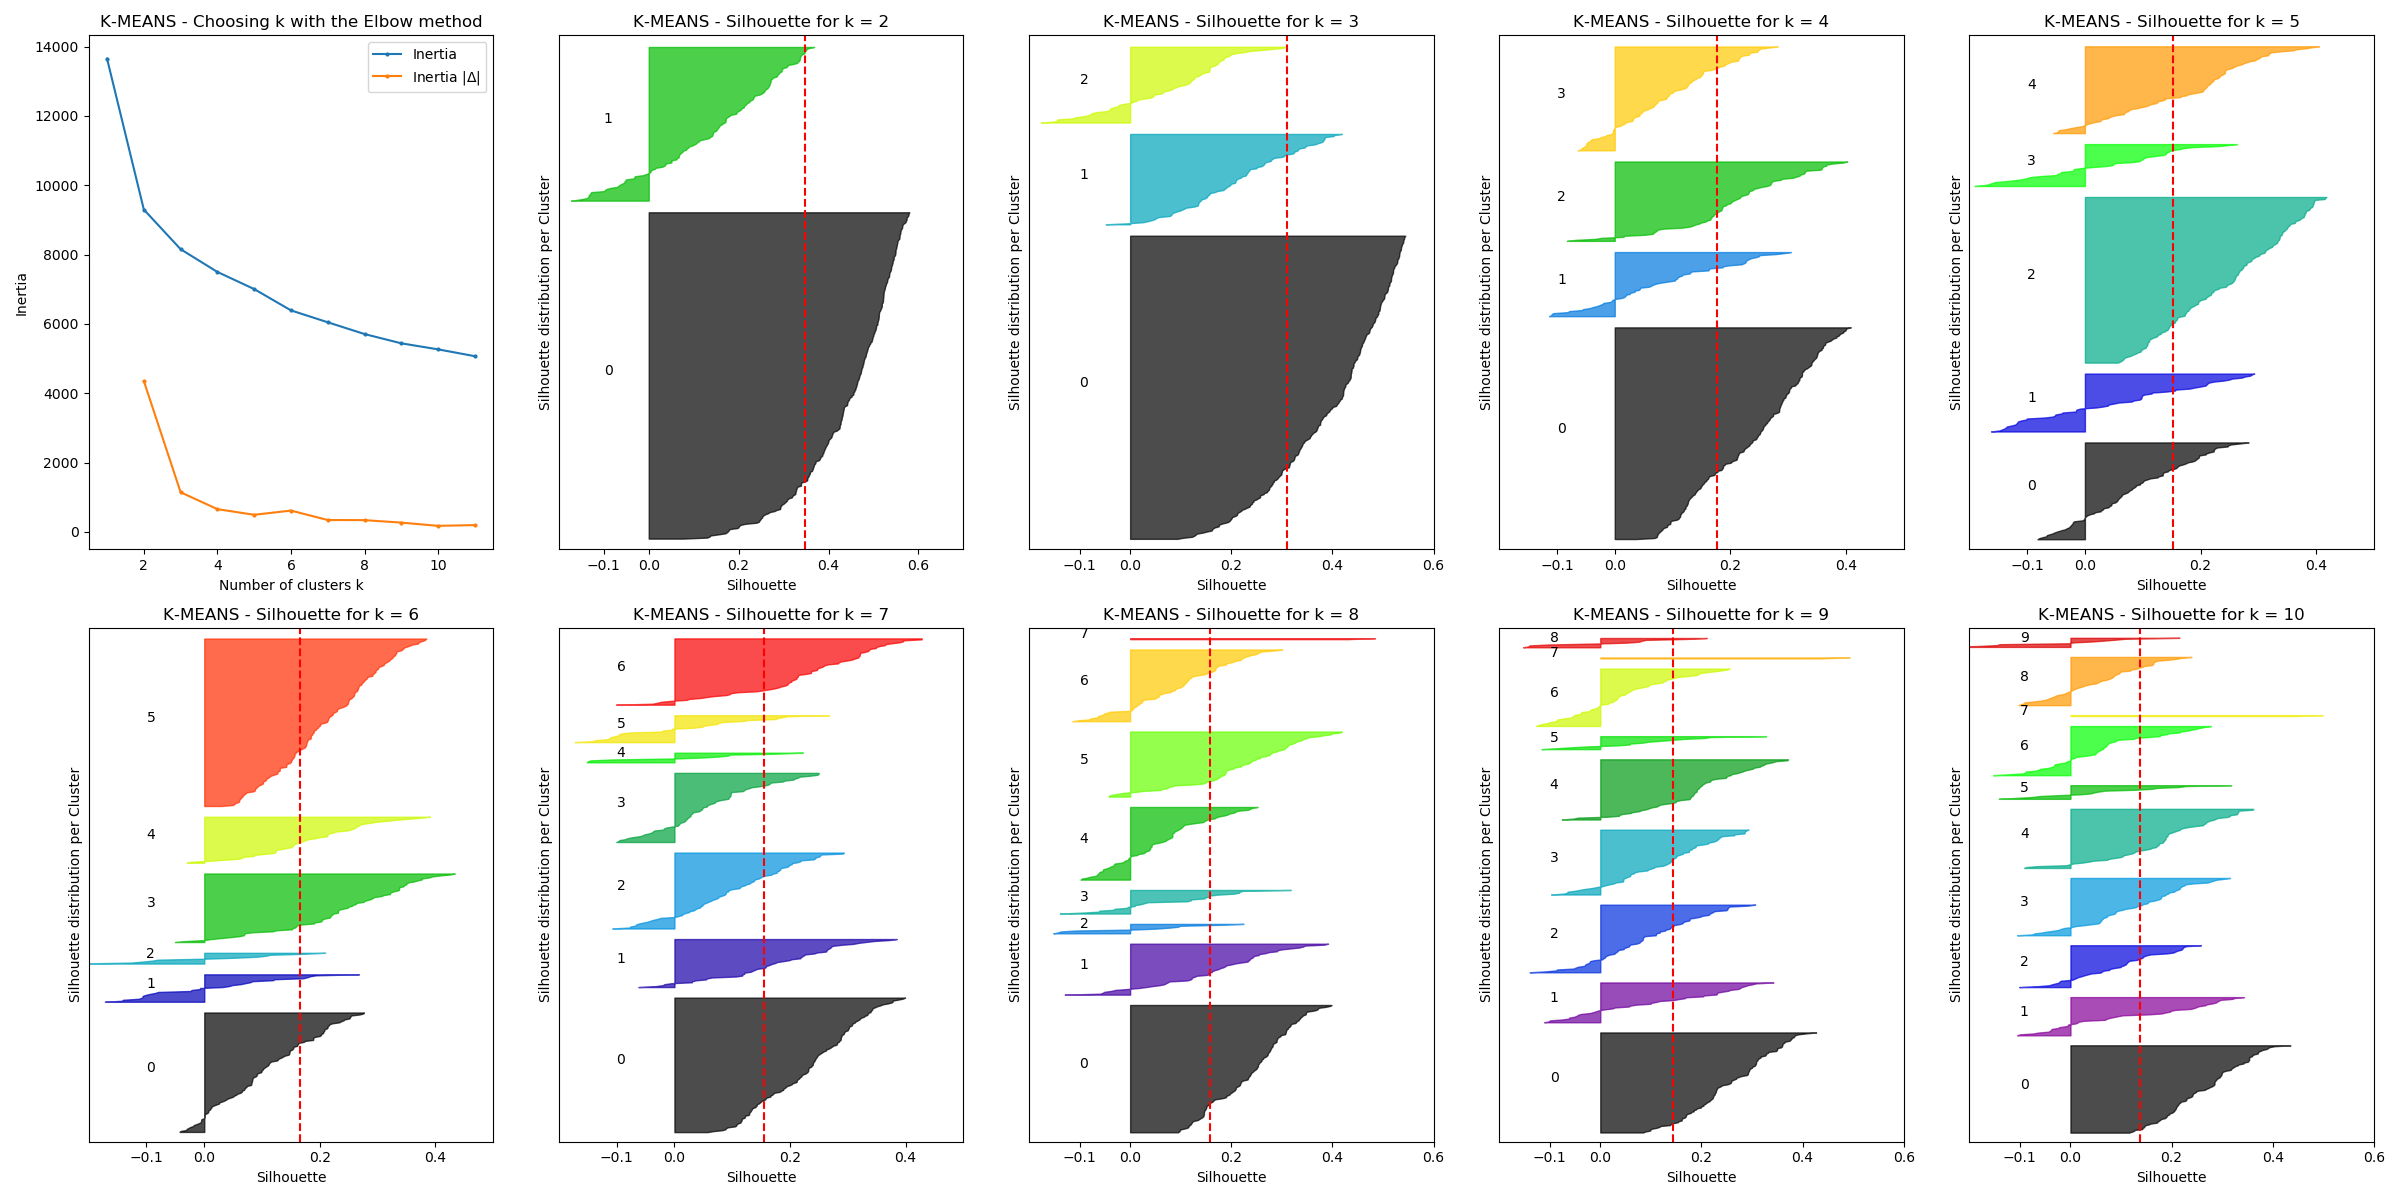 K-MEANS - Choosing k with the Elbow method
Inertia
Inertia |Δ|
14000
12000
10000
8000
6000
4000
2000
0
Inertia
2 4 6 8 10
Number of clusters k
K-MEANS - Silhouette for k = 2
Silhouette distribution per Cluster
1
0
−0.1 0.0 0.2 0.4 0.6
Silhouette
K-MEANS - Silhouette for k = 3
Silhouette distribution per Cluster
2
1
0
−0.1 0.0 0.2 0.4 0.6
Silhouette
K-MEANS - Silhouette for k = 4
Silhouette distribution per Cluster
3
2
1
0
−0.1 0.0 0.2 0.4
Silhouette
K-MEANS - Silhouette for k = 5
Silhouette distribution per Cluster
4
3
2
1
0
−0.1 0.0 0.2 0.4
Silhouette
K-MEANS - Silhouette for k = 6
Silhouette distribution per Cluster
5
4
3
2
1
0
−0.1 0.0 0.2 0.4
Silhouette
K-MEANS - Silhouette for k = 7
Silhouette distribution per Cluster
6
5
4
3
2
1
0
−0.1 0.0 0.2 0.4
Silhouette
K-MEANS - Silhouette for k = 8
Silhouette distribution per Cluster
7
6
5
4
3
2
1
0
−0.1 0.0 0.2 0.4 0.6
Silhouette
K-MEANS - Silhouette for k = 9
Silhouette distribution per Cluster
8
7
6
5
4
3
2
1
0
−0.1 0.0 0.2 0.4 0.6
Silhouette
K-MEANS - Silhouette for k = 10
Silhouette distribution per Cluster
9
8
7
6
5
4
3
2
1
0
−0.1 0.0 0.2 0.4 0.6
Silhouette